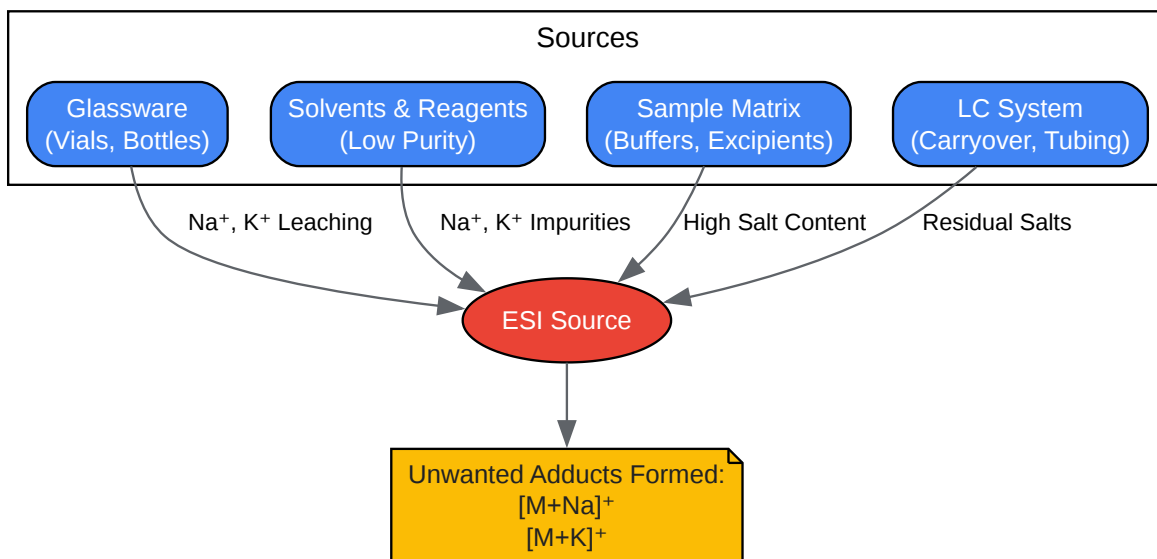 Sources
Glassware
(Vials, Bottles)
Solvents & Reagents
(Low Purity)
Sample Matrix
(Buffers, Excipients)
LC System
(Carryover, Tubing)
Na⁺, K⁺ Leaching
Na⁺, K⁺ Impurities
High Salt Content
Residual Salts
ESI Source
Unwanted Adducts Formed:
[M+Na]⁺
[M+K]⁺